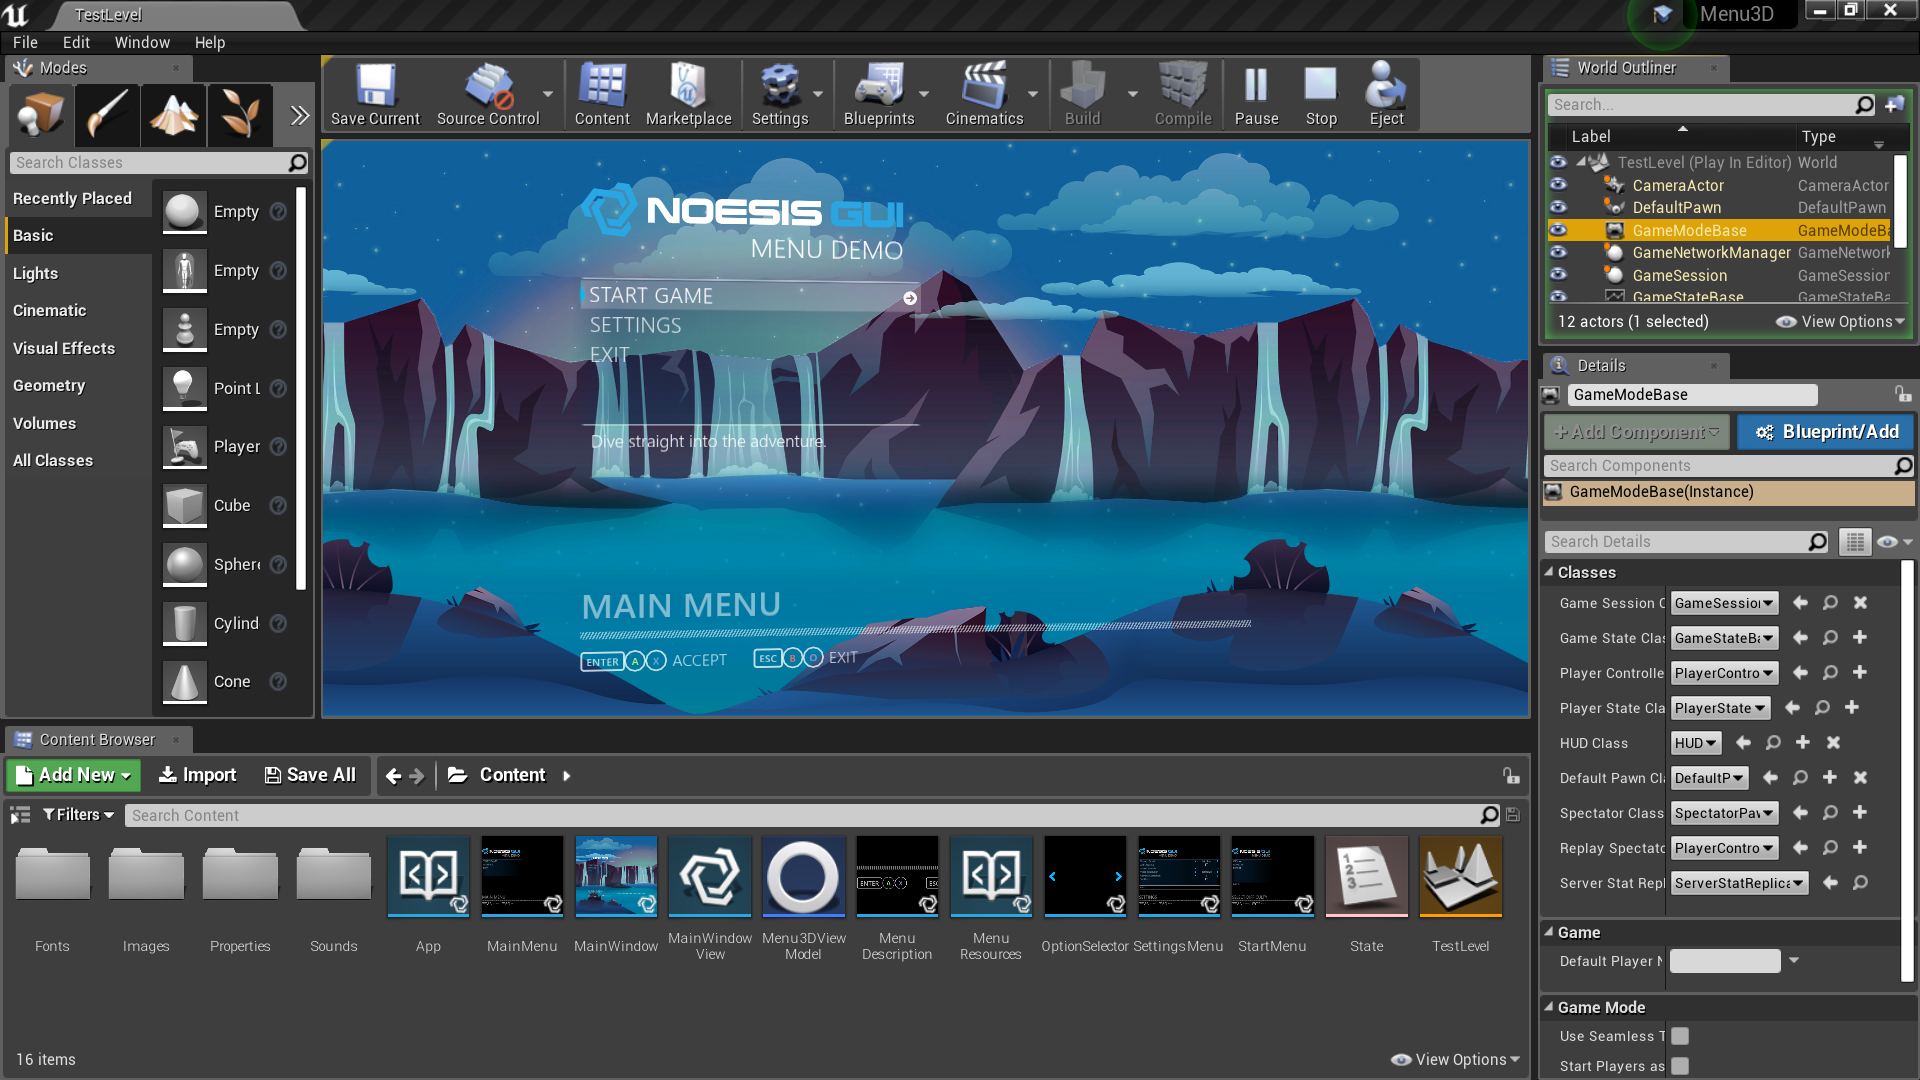 TestLevel
Menu3D
File Edit Window Help
Modes
Search Classes
Recently Placed
Basic
Lights
Cinematic
Visual Effects
Geometry
Volumes
All Classes
Empty
Empty
Empty
Point L
Player
Cube
Sphere
Cylind
Cone
Save Current
Source Control
Content
Marketplace
Settings
Blueprints
Cinematics
Build
Compile
Pause
Stop
Eject
NOESIS GUI
MENU DEMO
START GAME
SETTINGS
EXIT
Dive straight into the adventure.
MAIN MENU
ENTER A X ACCEPT ESC B O EXIT
World Outliner
Search...
Label Type
TestLevel (Play In Editor) World
CameraActor CameraActor
DefaultPawn DefaultPawn
GameModeBase GameModeBa
GameNetworkManager GameNetwork
GameSession GameSession
GameStateBase GameStateBa
12 actors (1 selected) View Options
Details
GameModeBase
+ Add Component Blueprint/Add
Search Components
GameModeBase(Instance)
Search Details
Classes
Game Session C GameSession
Game State Clas GameStateBa
Player Controlle PlayerContro
Player State Cla PlayerState
HUD Class HUD
Default Pawn Cl DefaultP
Spectator Class SpectatorPaw
Replay Spectato PlayerContro
Server Stat Repl ServerStatReplica
Game
Default Player N
Game Mode
Use Seamless T
Start Players as
Content Browser
Add New Import Save All Content
Filters Search Content
Fonts
Images
Properties
Sounds
App
MainMenu
MainWindow
MainWindow
View
Menu3DView
Model
Menu
Description
Menu
Resources
OptionSelector
SettingsMenu
StartMenu
State
TestLevel
16 items View Options